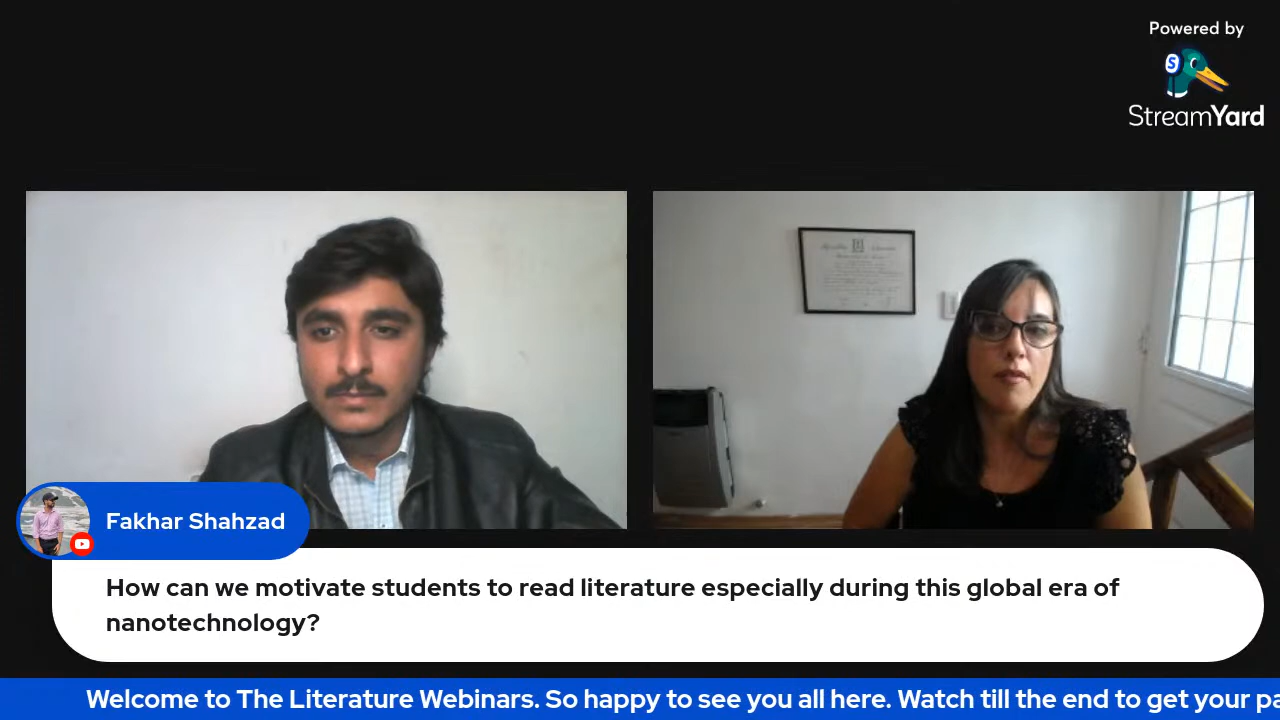 Powered by
S
StreamYard
Fakhar Shahzad
How can we motivate students to read literature especially during this global era of
nanotechnology?
Welcome to The Literature Webinars. So happy to see you all here. Watch till the end to get your pa